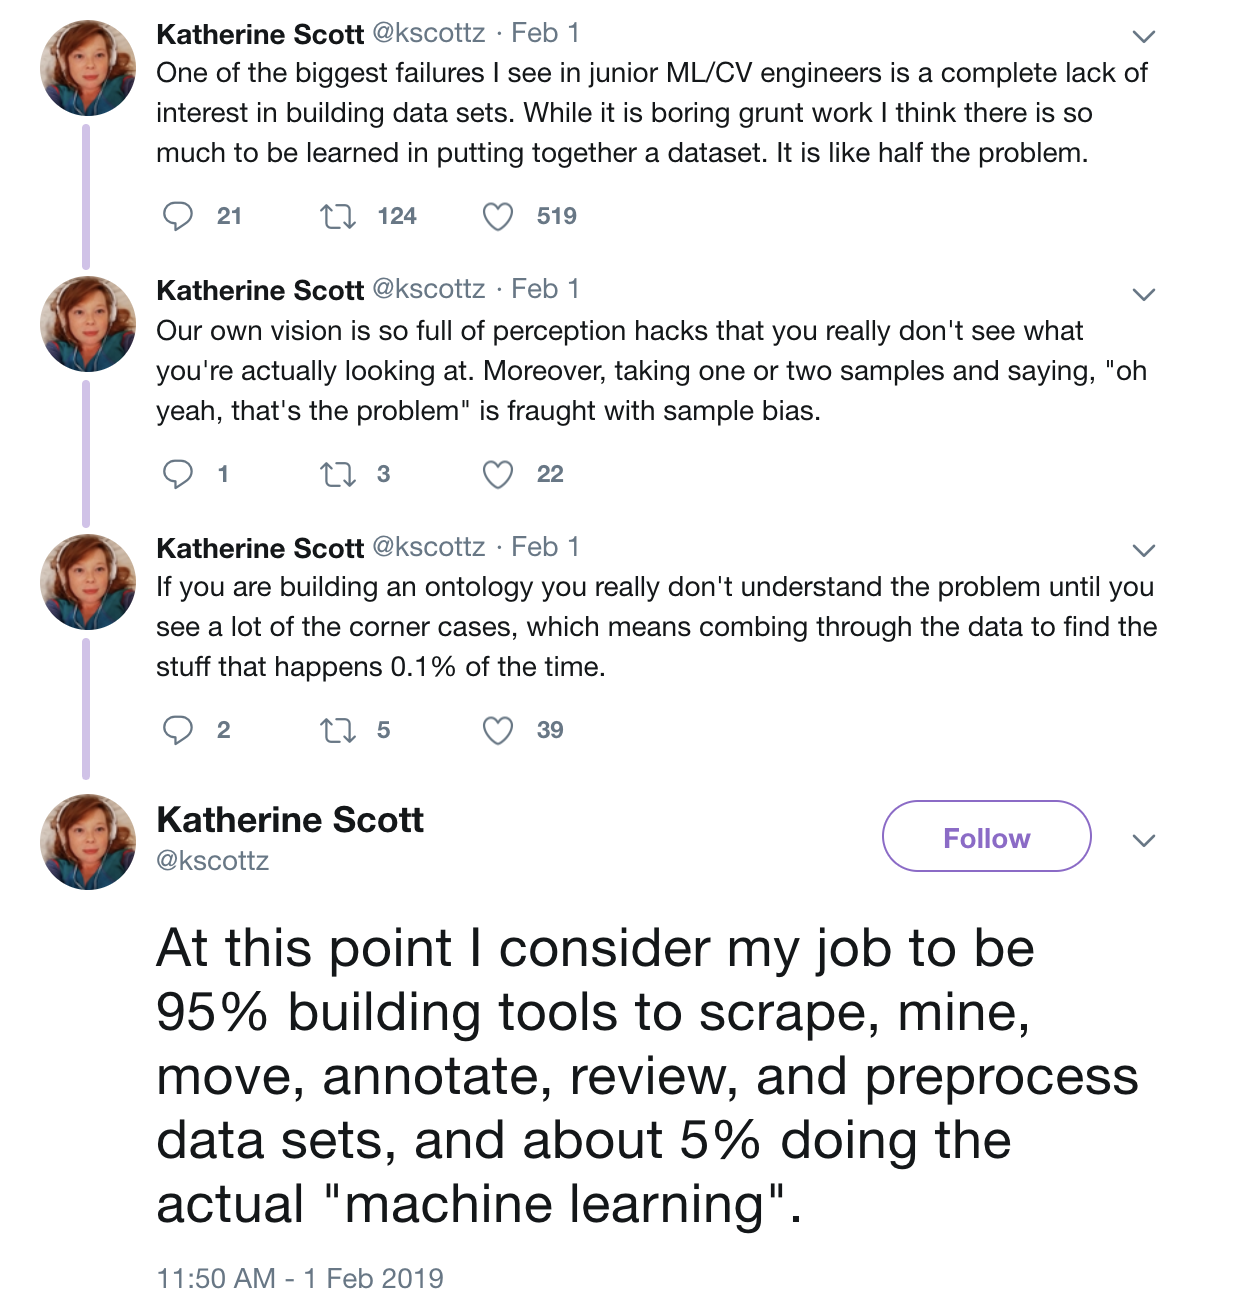 Katherine Scott @kscottz · Feb 1
One of the biggest failures I see in junior ML/CV engineers is a complete lack of
interest in building data sets. While it is boring grunt work I think there is so
much to be learned in putting together a dataset. It is like half the problem.
21 124 519
Katherine Scott @kscottz · Feb 1
Our own vision is so full of perception hacks that you really don't see what
you're actually looking at. Moreover, taking one or two samples and saying, "oh
yeah, that's the problem" is fraught with sample bias.
1 3 22
Katherine Scott @kscottz · Feb 1
If you are building an ontology you really don't understand the problem until you
see a lot of the corner cases, which means combing through the data to find the
stuff that happens 0.1% of the time.
2 5 39
Katherine Scott
@kscottz
Follow
At this point I consider my job to be
95% building tools to scrape, mine,
move, annotate, review, and preprocess
data sets, and about 5% doing the
actual "machine learning".
11:50 AM - 1 Feb 2019